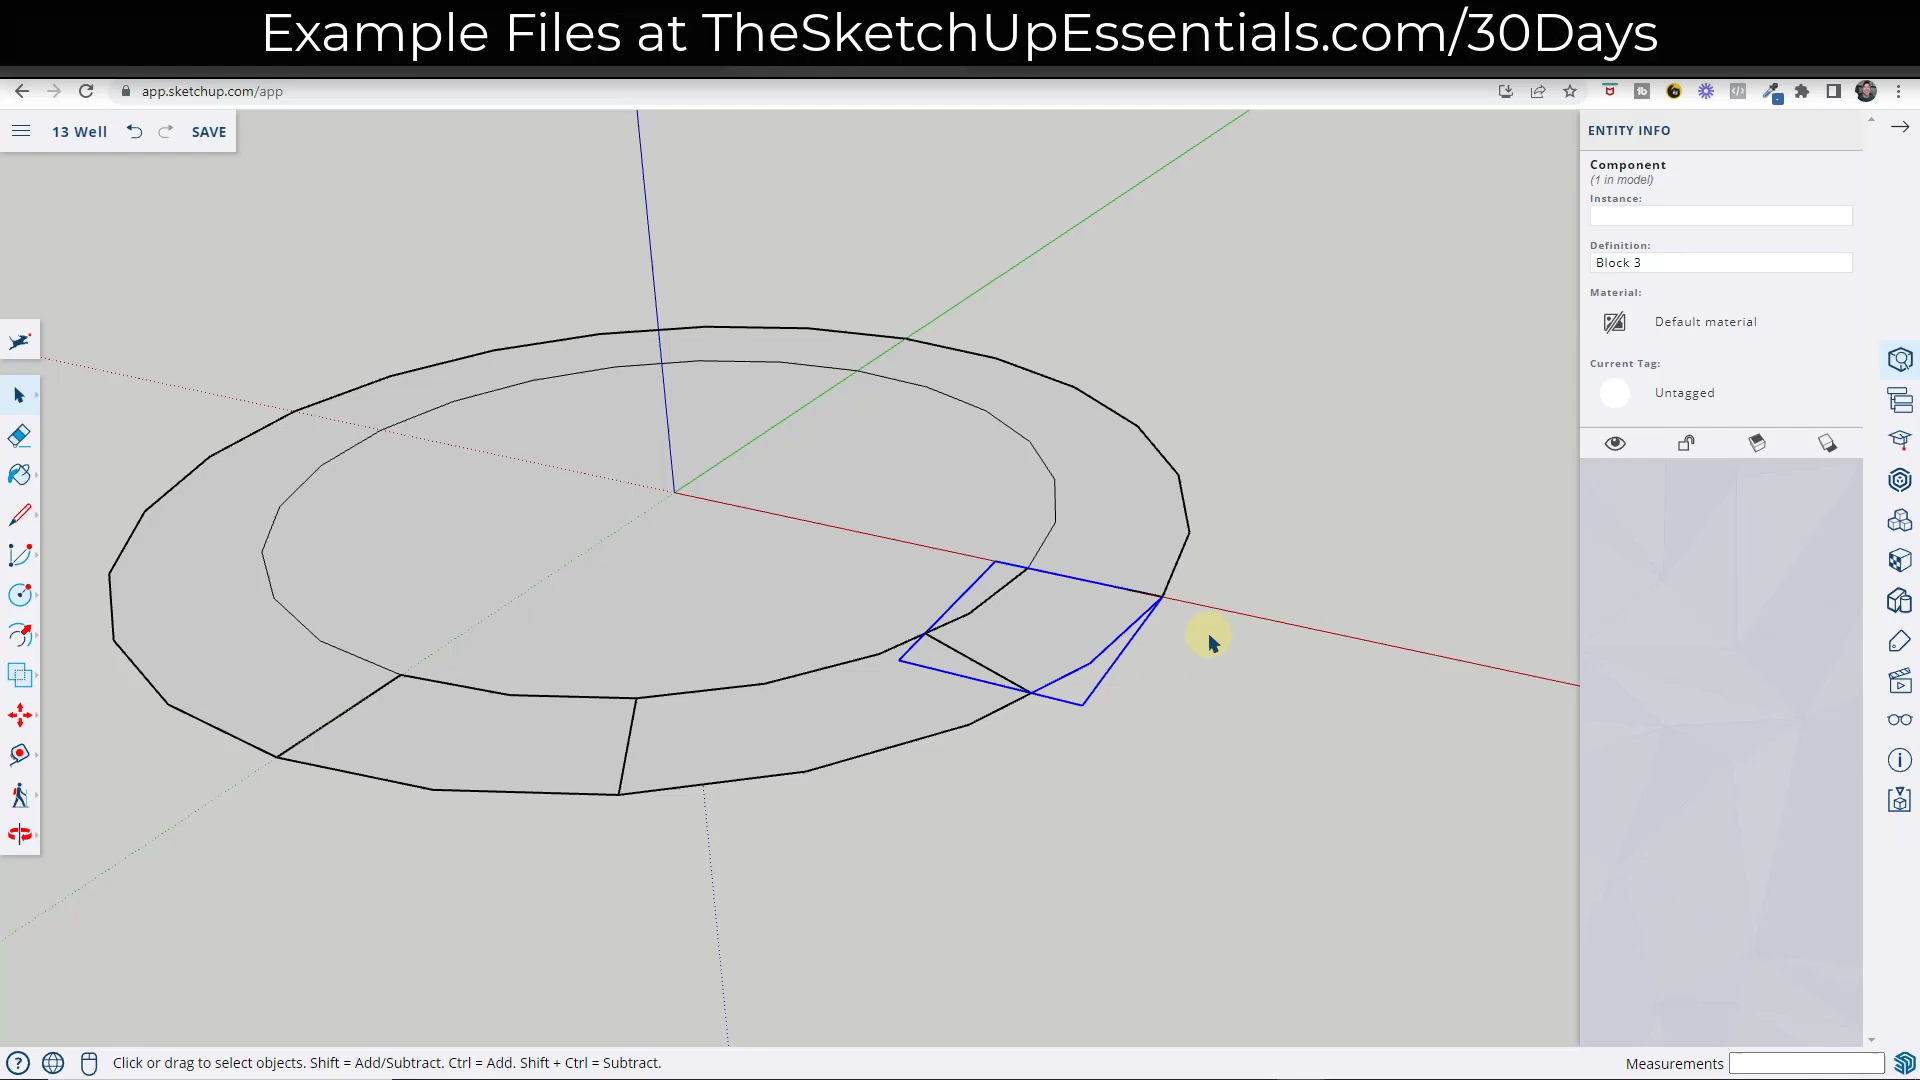 Example Files at TheSketchUpEssentials.com/30Days
app.sketchup.com/app
13 Well
SAVE
ENTITY INFO
Component
(1 in model)
Instance:
Definition:
Block 3
Material:
Default material
Current Tag:
Untagged
Click or drag to select objects. Shift = Add/Subtract. Ctrl = Add. Shift + Ctrl = Subtract.
Measurements